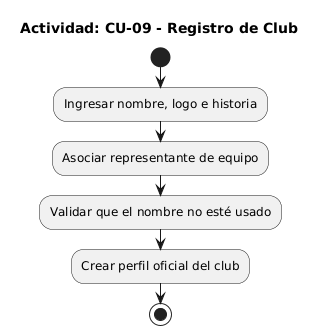 Actividad: CU-09 - Registro de Club
Ingresar nombre, logo e historia
Asociar representante de equipo
Validar que el nombre no esté usado
Crear perfil oficial del club